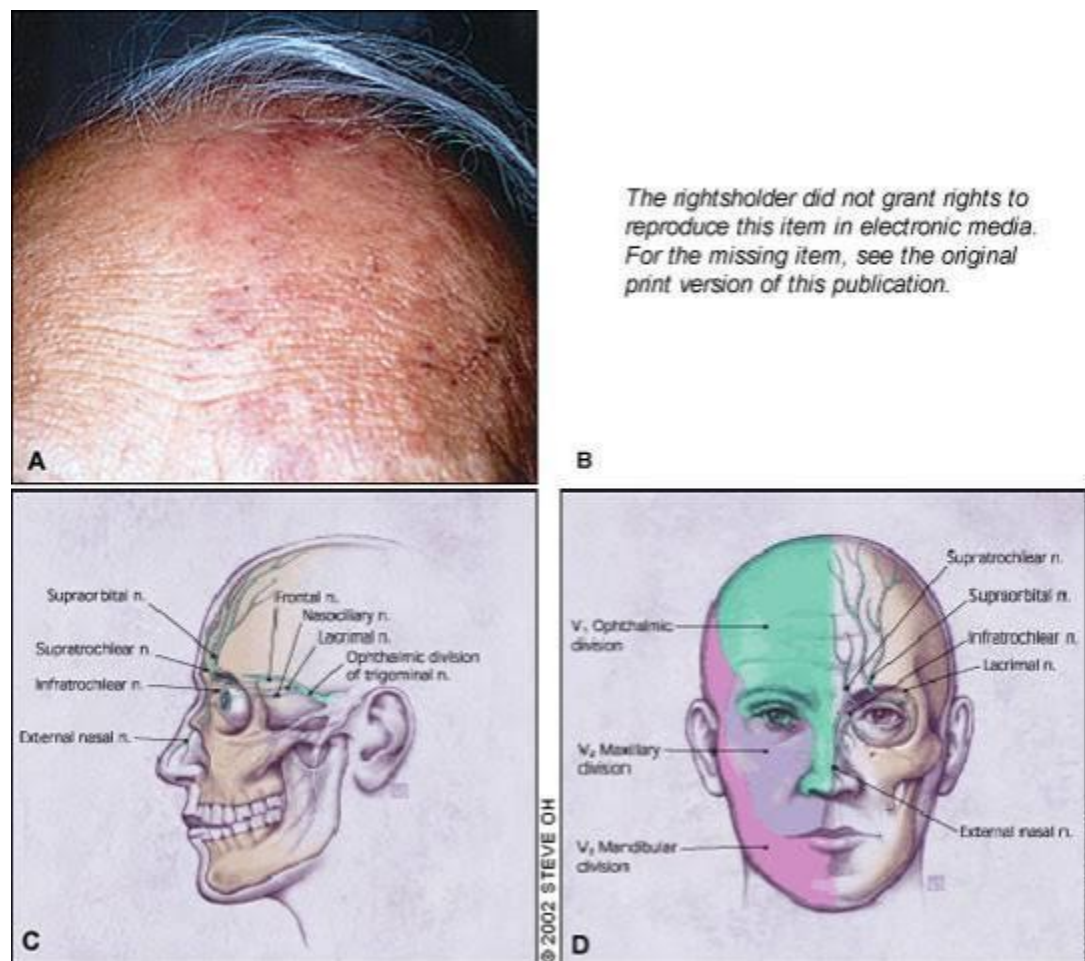 The rightsholder did not grant rights to
reproduce this item in electronic media.
For the missing item, see the original
print version of this publication.
A
B
Supraorbital n.
Supratrochlear n.
Infratrochlear n.
External nasal n.
Frontal n.
Nasociliary n.
Lacrimal n.
Ophthalmic division
of trigeminal n.
C
© 2002 STEVE OH
V₁ Ophthalmic
division
V₂ Maxillary
division
V₃ Mandibular
division
Supratrochlear n.
Supraorbital n.
Infratrochlear n.
Lacrimal n.
External nasal n.
D